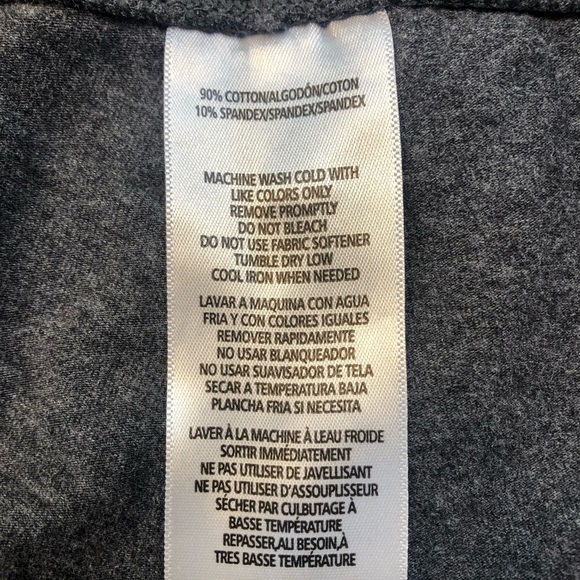 90% COTTON/ALGODÓN/COTON
10% SPANDEX/SPANDEX/SPANDEX
MACHINE WASH COLD WITH
LIKE COLORS ONLY
REMOVE PROMPTLY
DO NOT BLEACH
DO NOT USE FABRIC SOFTENER
TUMBLE DRY LOW
COOL IRON WHEN NEEDED
LAVAR A MAQUINA CON AGUA
FRIA Y CON COLORES IGUALES
REMOVER RAPIDAMENTE
NO USAR BLANQUEADOR
NO USAR SUAVISADOR DE TELA
SECAR A TEMPERATURA BAJA
PLANCHA FRIA SI NECESITA
LAVER À LA MACHINE À LEAU FROIDE
SORTIR IMMÉDIATEMENT
NE PAS UTILISER DE JAVELLISANT
NE PAS UTILISER D'ASSOUPLISEUR
SÉCHER PAR CULBUTAGE À
BASSE TEMPÉRATURE
REPASSER,ALI BESOIN,À
TRES BASSE TEMPÉRATURE